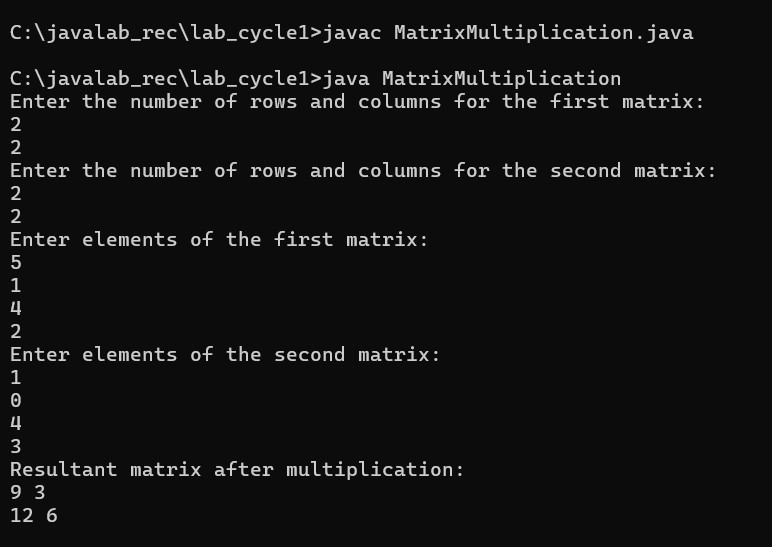 C:\javalab_rec\lab_cycle1>javac MatrixMultiplication.java
C:\javalab_rec\lab_cycle1>java MatrixMultiplication
Enter the number of rows and columns for the first matrix:
2
2
Enter the number of rows and columns for the second matrix:
2
2
Enter elements of the first matrix:
5
1
4
2
Enter elements of the second matrix:
1
0
4
3
Resultant matrix after multiplication:
9 3
12 6